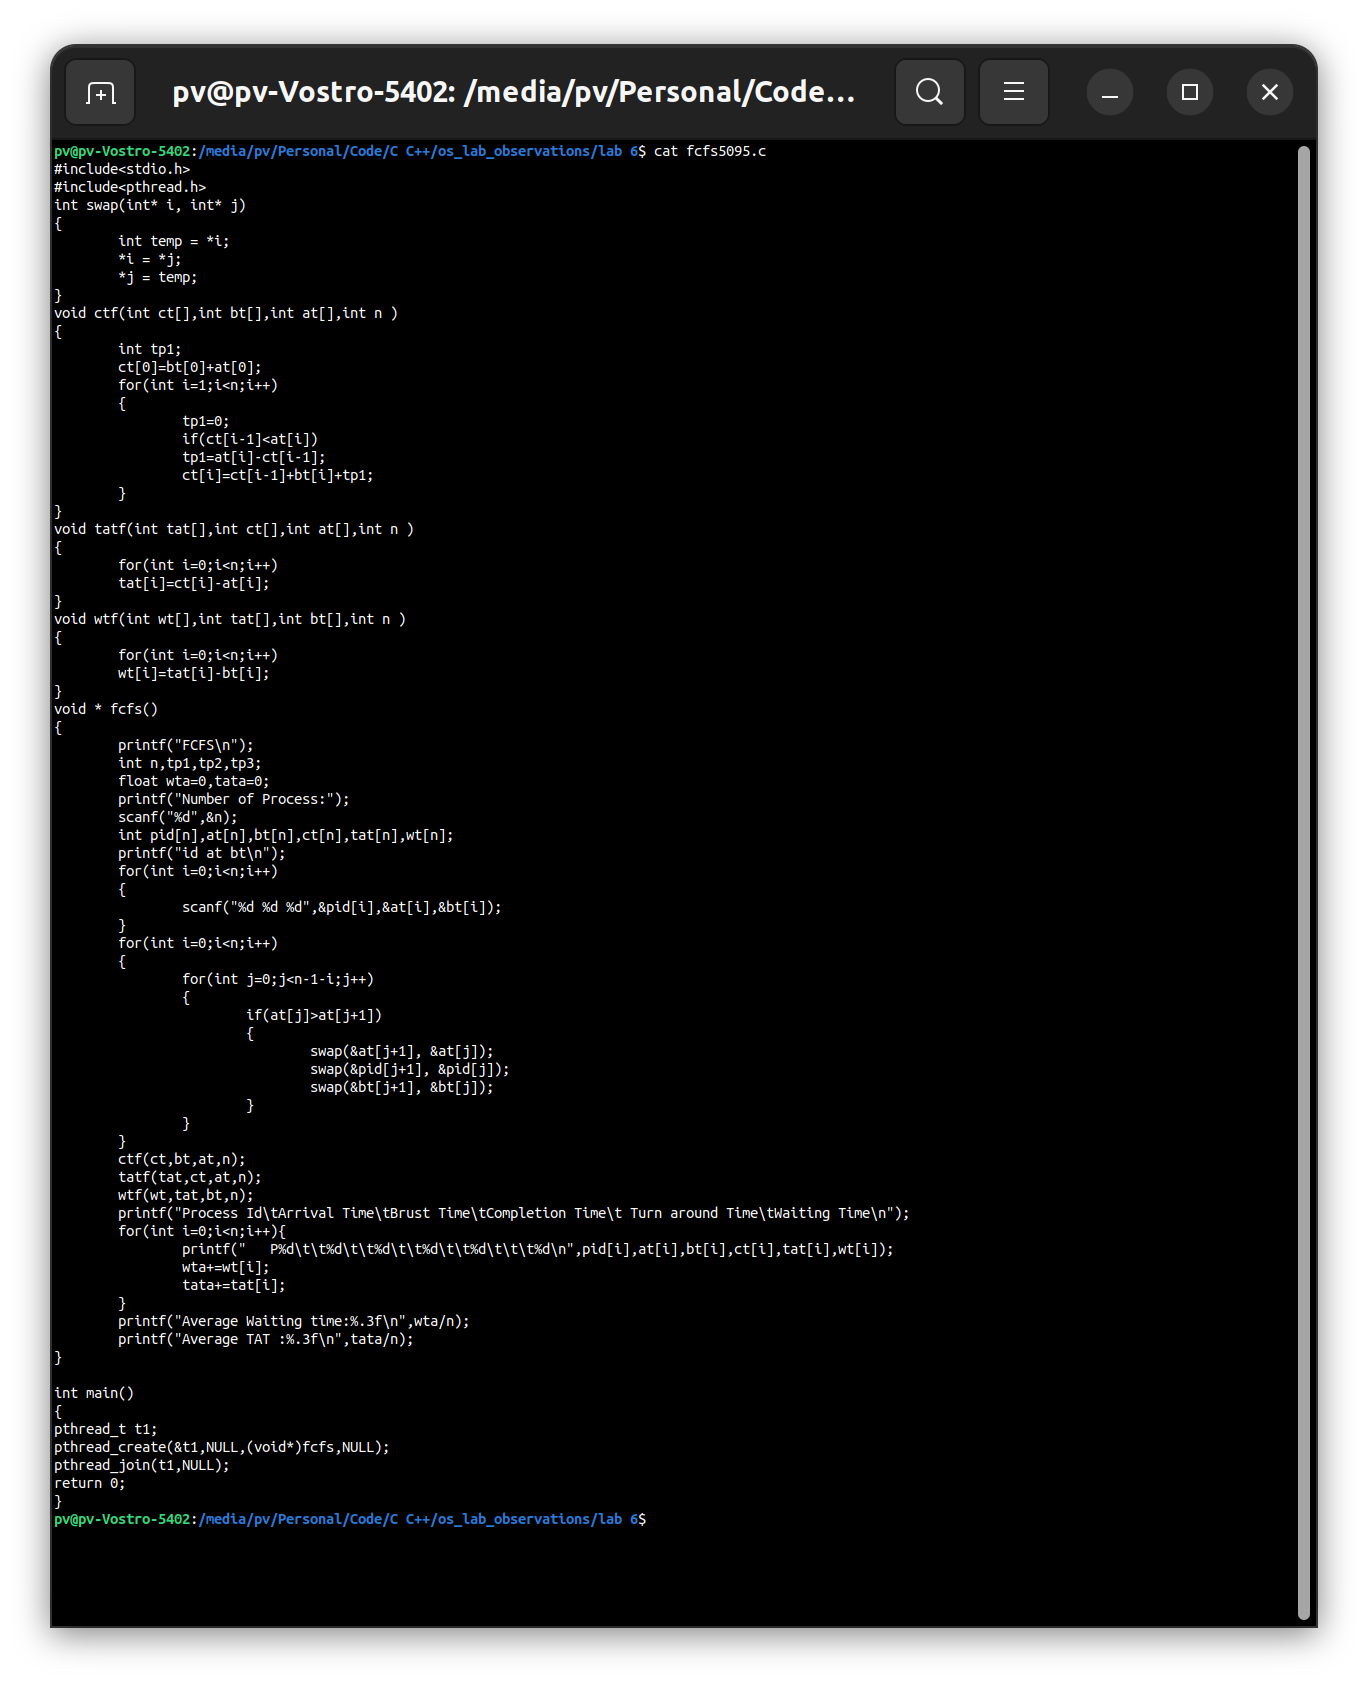 pv@pv-Vostro-5402: /media/pv/Personal/Code...
pv@pv-Vostro-5402:/media/pv/Personal/Code/C C++/os_lab_observations/lab 6$ cat fcfs5095.c
#include<stdio.h>
#include<pthread.h>
int swap(int* i, int* j)
{
        int temp = *i;
        *i = *j;
        *j = temp;
}
void ctf(int ct[],int bt[],int at[],int n )
{
        int tp1;
        ct[0]=bt[0]+at[0];
        for(int i=1;i<n;i++)
        {
                tp1=0;
                if(ct[i-1]<at[i])
                tp1=at[i]-ct[i-1];
                ct[i]=ct[i-1]+bt[i]+tp1;
        }
}
void tatf(int tat[],int ct[],int at[],int n )
{
        for(int i=0;i<n;i++)
        tat[i]=ct[i]-at[i];
}
void wtf(int wt[],int tat[],int bt[],int n )
{
        for(int i=0;i<n;i++)
        wt[i]=tat[i]-bt[i];
}
void * fcfs()
{
        printf("FCFS\n");
        int n,tp1,tp2,tp3;
        float wta=0,tata=0;
        printf("Number of Process:");
        scanf("%d",&n);
        int pid[n],at[n],bt[n],ct[n],tat[n],wt[n];
        printf("id at bt\n");
        for(int i=0;i<n;i++)
        {
                scanf("%d %d %d",&pid[i],&at[i],&bt[i]);
        }
        for(int i=0;i<n;i++)
        {
                for(int j=0;j<n-1-i;j++)
                {
                        if(at[j]>at[j+1])
                        {
                                swap(&at[j+1], &at[j]);
                                swap(&pid[j+1], &pid[j]);
                                swap(&bt[j+1], &bt[j]);
                        }
                }
        }
        ctf(ct,bt,at,n);
        tatf(tat,ct,at,n);
        wtf(wt,tat,bt,n);
        printf("Process Id\tArrival Time\tBrust Time\tCompletion Time\t Turn around Time\tWaiting Time\n");
        for(int i=0;i<n;i++){
                printf("   P%d\t\t%d\t\t%d\t\t%d\t\t%d\t\t\t%d\n",pid[i],at[i],bt[i],ct[i],tat[i],wt[i]);
                wta+=wt[i];
                tata+=tat[i];
        }
        printf("Average Waiting time:%.3f\n",wta/n);
        printf("Average TAT :%.3f\n",tata/n);
}

int main()
{
pthread_t t1;
pthread_create(&t1,NULL,(void*)fcfs,NULL);
pthread_join(t1,NULL);
return 0;
}
pv@pv-Vostro-5402:/media/pv/Personal/Code/C C++/os_lab_observations/lab 6$